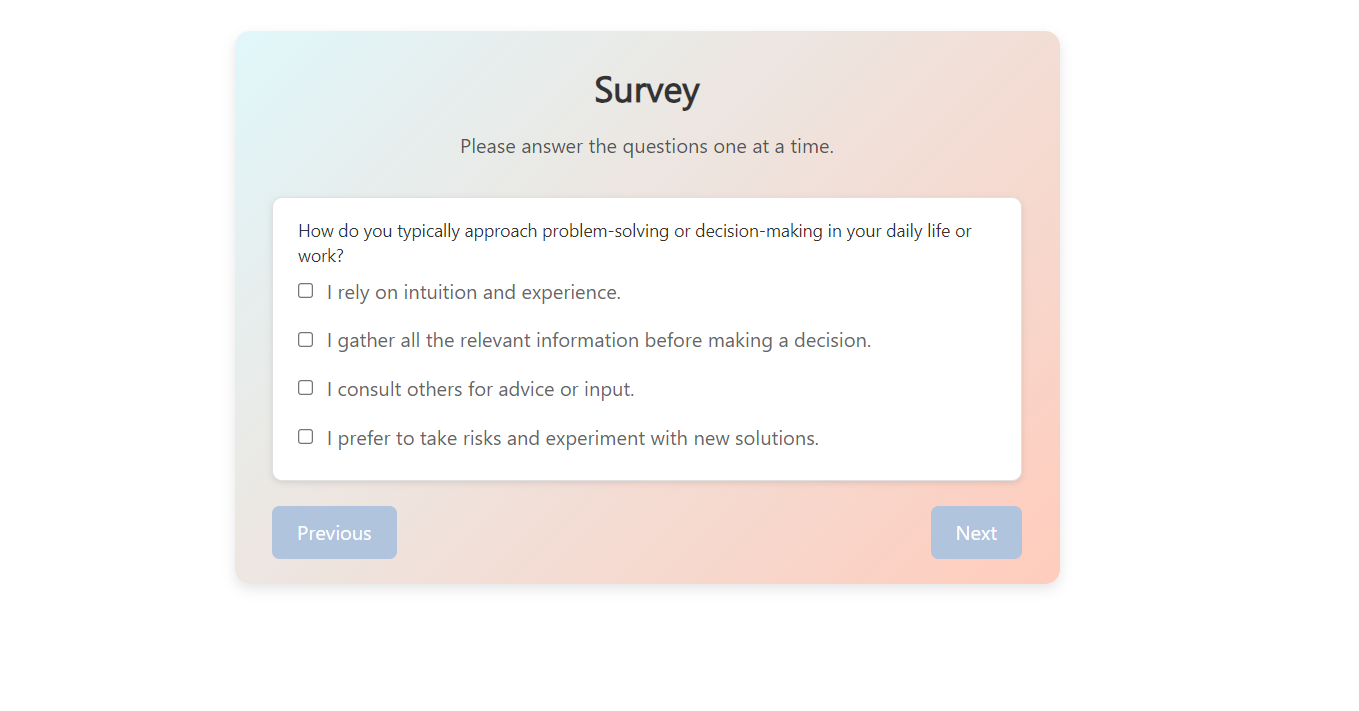 Survey
Please answer the questions one at a time.
How do you typically approach problem-solving or decision-making in your daily life or
work?
I rely on intuition and experience.
I gather all the relevant information before making a decision.
I consult others for advice or input.
I prefer to take risks and experiment with new solutions.
Previous
Next